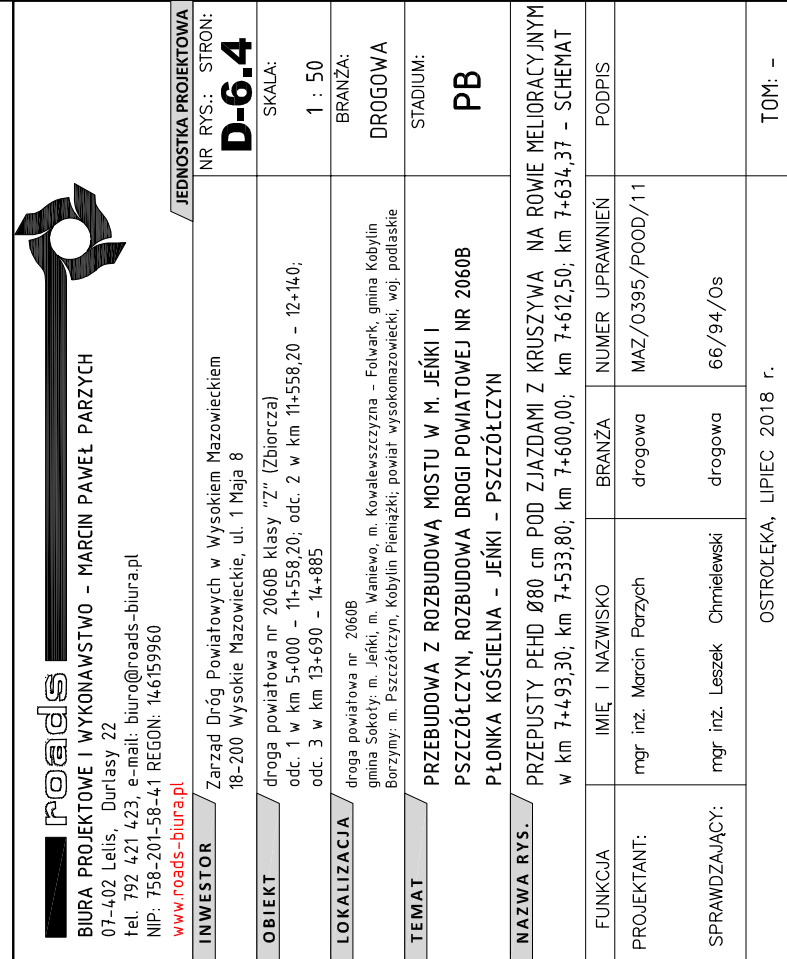 roads
BIURA PROJEKTOWE I WYKONAWSTWO - MARCIN PAWEŁ PARZYCH
07-402 Lelis, Durlasy 22
tel. 792 421 423, e-mail: biuro@roads-biura.pl
NIP: 758-201-58-41 REGON: 146159960
www.roads-biura.pl
JEDNOSTKA PROJEKTOWA
INWESTOR
Zarząd Dróg Powiatowych w Wysokiem Mazowieckiem
18-200 Wysokie Mazowieckie, ul. 1 Maja 8
NR RYS.: STRON:
D-6.4
OBIEKT
droga powiatowa nr 2060B klasy "Z" (Zbiorcza)
odc. 1 w km 5+000 - 11+558,20; odc. 2 w km 11+558,20 - 12+140;
odc. 3 w km 13+690 - 14+885
SKALA:
1 : 50
LOKALIZACJA
droga powiatowa nr 2060B
gmina Sokoły: m. Jeńki, m. Waniewo, m. Kowalewszczyzna - Folwark, gmina Kobylin
Borzymy: m. Pszczółczyn, Kobylin Pieniążki; powiat wysokomazowiecki, woj. podlaskie
BRANŻA:
DROGOWA
TEMAT
PRZEBUDOWA Z ROZBUDOWĄ MOSTU W M. JEŃKI I
PSZCZÓŁCZYN, ROZBUDOWA DROGI POWIATOWEJ NR 2060B
PŁONKA KOŚCIELNA - JEŃKI - PSZCZÓŁCZYN
STADIUM:
PB
NAZWA RYS.
PRZEPUSTY PEHD Ø80 cm POD ZJAZDAMI Z KRUSZYWA NA ROWIE MELIORACYJNYM
w km 7+493,30; km 7+533,80; km 7+600,00; km 7+612,50; km 7+634,37 - SCHEMAT
FUNKCJA IMIĘ I NAZWISKO BRANŻA NUMER UPRAWNIEŃ PODPIS
PROJEKTANT: mgr inż. Marcin Parzych drogowa MAZ/0395/POOD/11
SPRAWDZAJĄCY: mgr inż. Leszek Chmielewski drogowa 66/94/Os
OSTROŁĘKA, LIPIEC 2018 r.
TOM: -